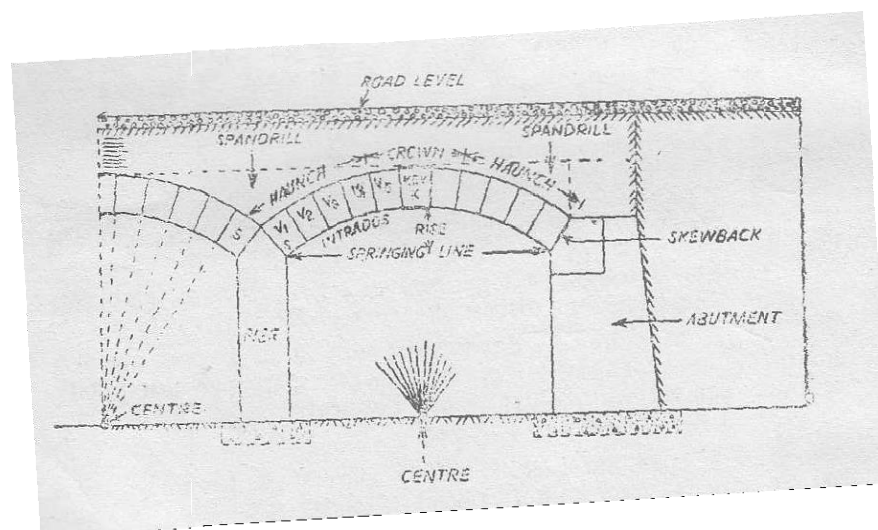 ROAD LEVEL
SPANDRILL
SPANDRILL
HAUNCH
CROWN
HAUNCH
S
V1
V2
V3
V4
V5
KEY
K
S
INTRADOS
RISE
SPRINGING LINE
SKEWBACK
PIER
ABUTMENT
CENTRE
CENTRE